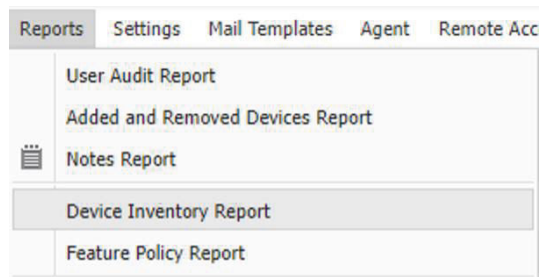 Reports Settings Mail Templates Agent Remote Acc
User Audit Report
Added and Removed Devices Report
Notes Report
Device Inventory Report
Feature Policy Report